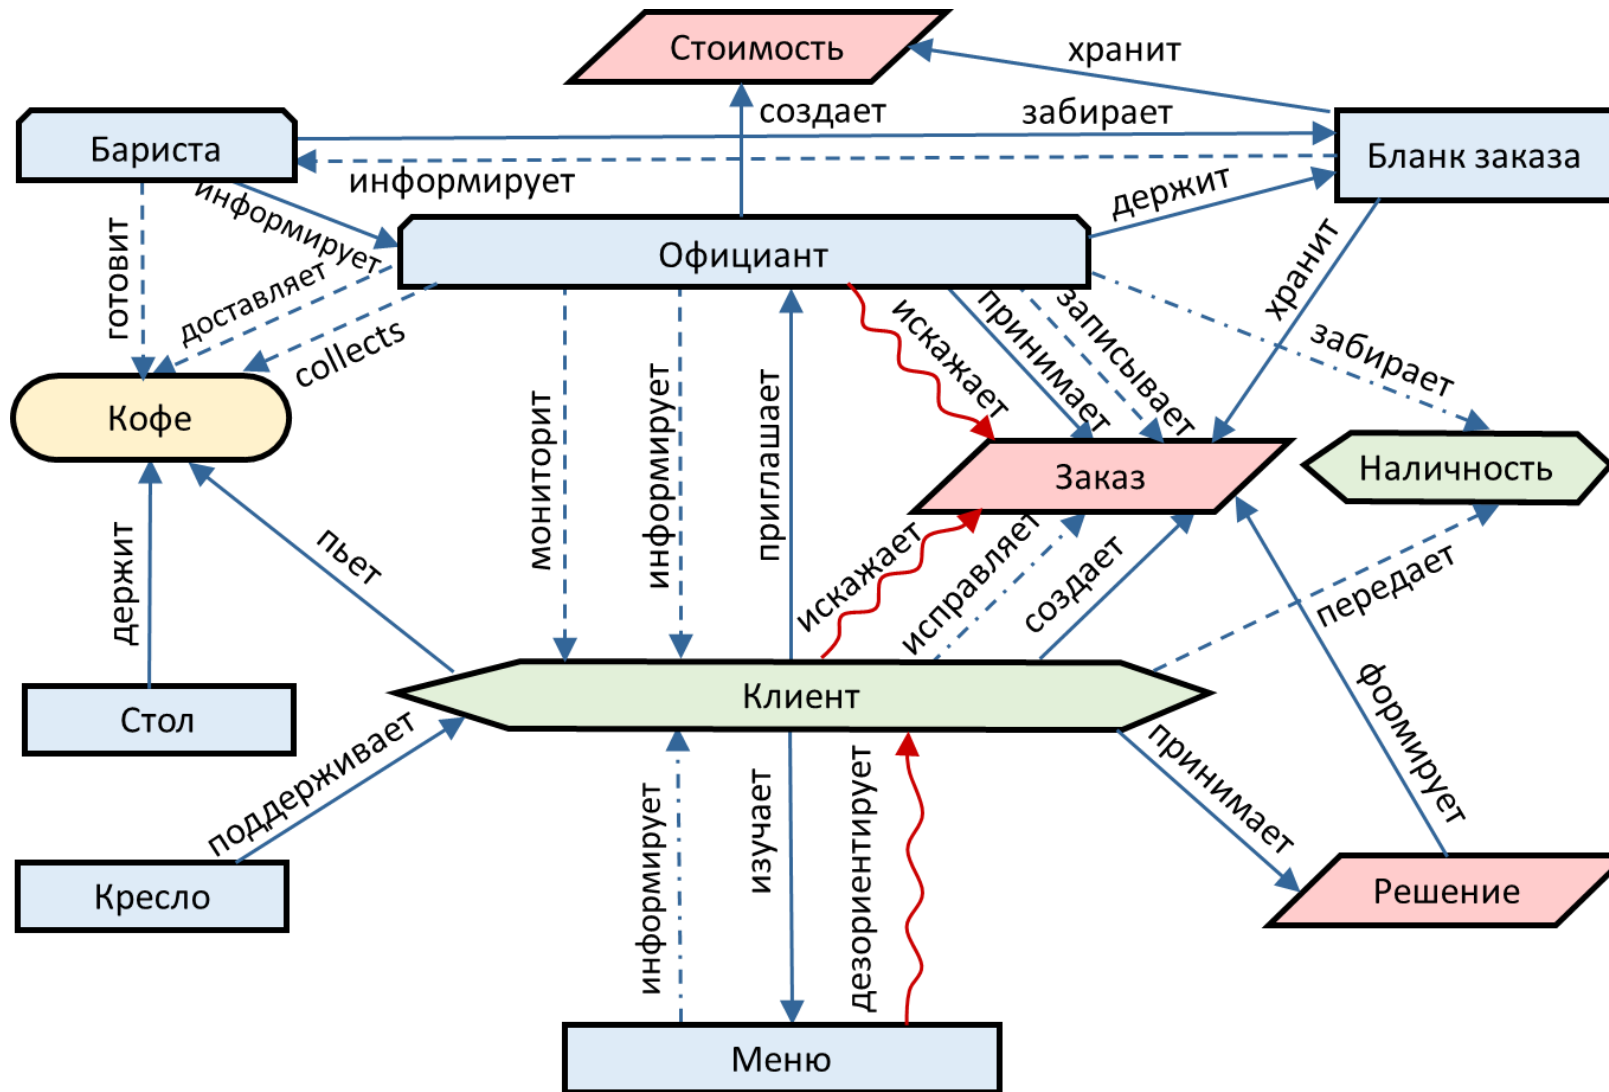 Стоимость
хранит
создает
забирает
Бариста
Бланк заказа
информирует
держит
информирует
Официант
готовит
доставляет
collects
хранит
искажает
принимает
записывает
забирает
мониторит
информирует
приглашает
Кофе
Заказ
Наличность
держит
пьет
искажает
исправляет
создает
передает
Клиент
Стол
поддерживает
принимает
формирует
информирует
изучает
дезориентирует
Кресло
Решение
Меню